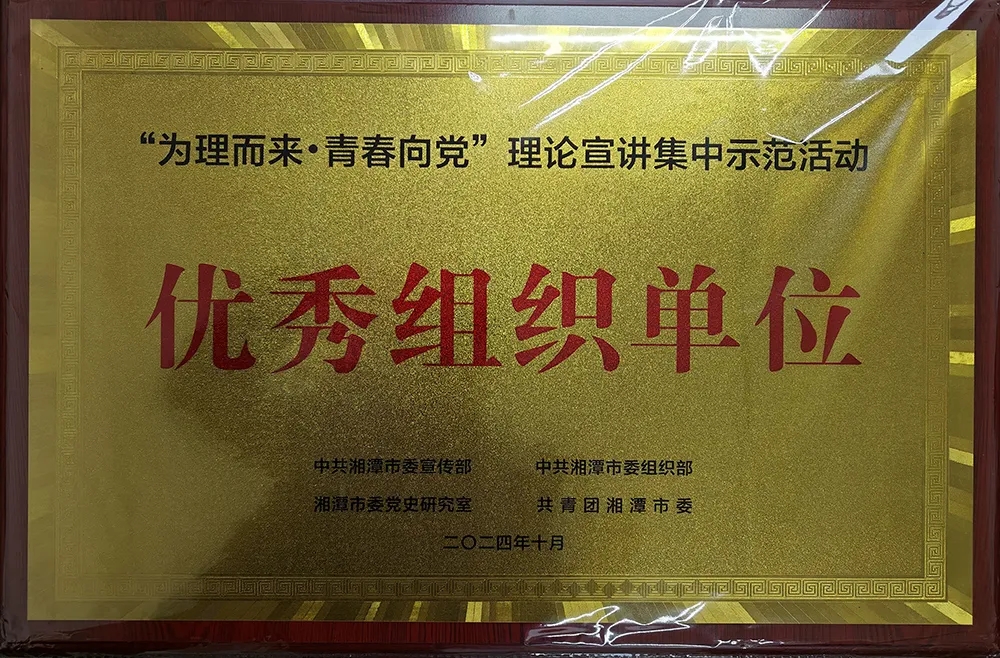 “为理而来·青春向党”理论宣讲集中示范活动
优秀组织单位
中共湘潭市委宣传部 中共湘潭市委组织部
湘潭市委党史研究室 共青团湘潭市委
二〇二四年十月